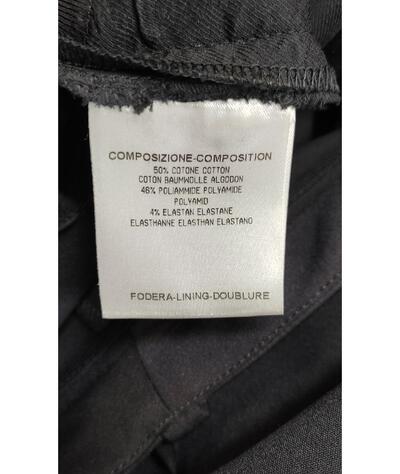 COMPOSIZIONE-COMPOSITION
50% COTONE COTTON
COTON BAUMWOLLE ALGODON
46% POLIAMMIDE POLYAMIDE
POLYAMID
4% ELASTAN ELASTANE
ELASTHANNE ELASTHAN ELASTANO
FODERA-LINING-DOUBLURE